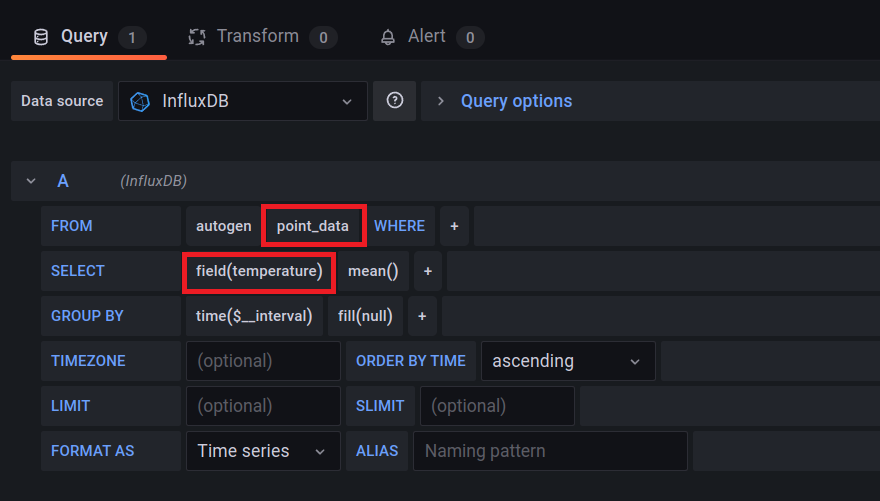 Query 1 Transform 0 Alert 0
Data source InfluxDB ? > Query options
A (InfluxDB)
FROM autogen point_data WHERE +
SELECT field(temperature) mean() +
GROUP BY time($__interval) fill(null) +
TIMEZONE (optional) ORDER BY TIME ascending
LIMIT (optional) SLIMIT (optional)
FORMAT AS Time series ALIAS Naming pattern